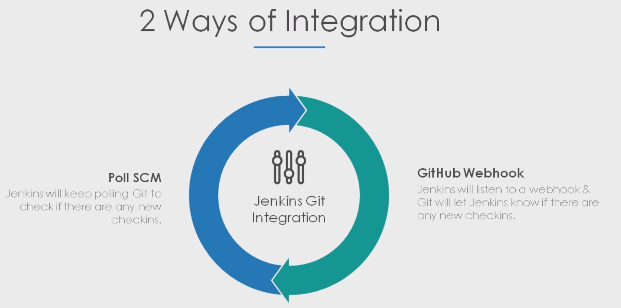 2 Ways of Integration
Poll SCM
Jenkins will keep polling Git to
check if there are any new
checkins.
Jenkins Git
Integration
GitHub Webhook
Jenkins will listen to a webhook &
Git will let Jenkins know if there are
any new checkins.